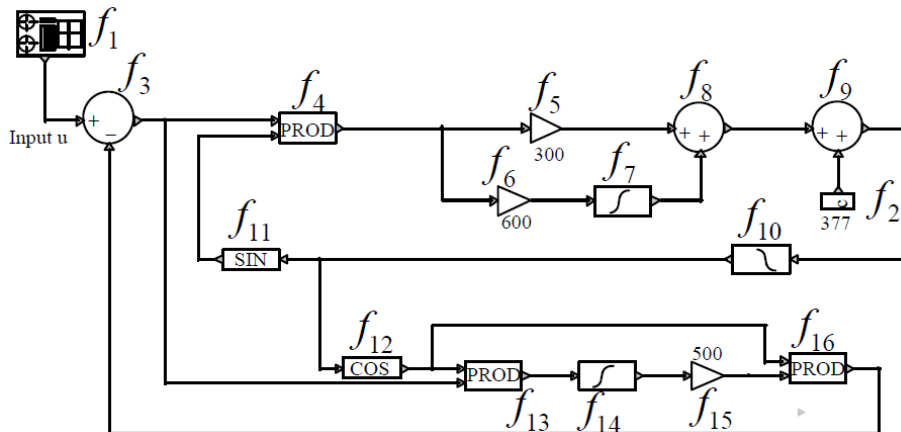 f1
f3
f4
f5
f8
f9
+
−
PROD
+ +
+ +
Input u
300
f6
f7
600
c
377
f2
f11
f10
SIN
f12
500
f16
COS
PROD
PROD
f13
f14
f15